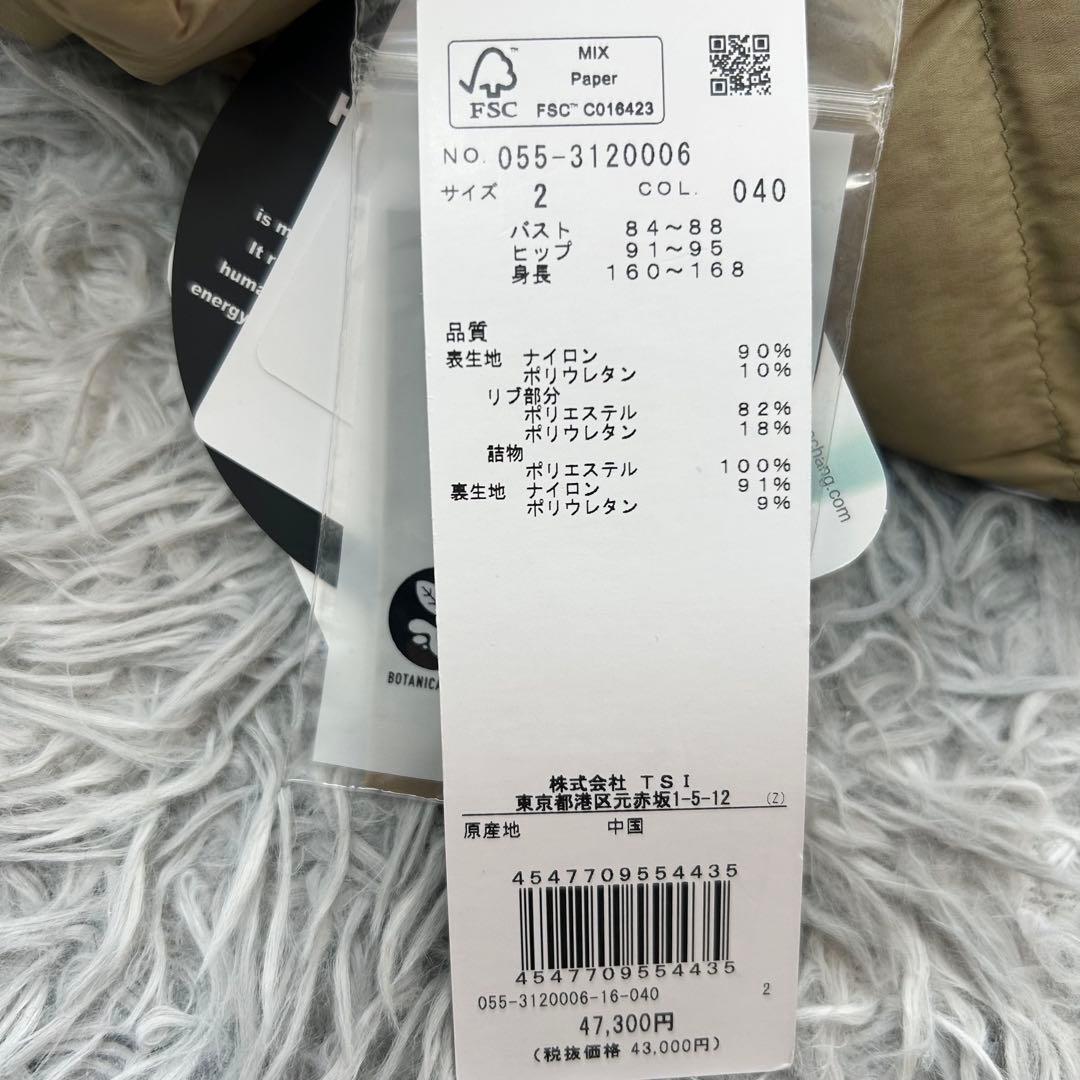 MIX
Paper
FSC
FSC™ C016423
NO. 055-3120006
サイズ 2 COL. 040
バスト 84～88
ヒップ 91～95
身長 160～168
品質
表生地 ナイロン 90%
ポリウレタン 10%
リブ部分
ポリエステル 82%
ポリウレタン 18%
詰物
ポリエステル 100%
裏生地 ナイロン 91%
ポリウレタン 9%
株式会社 TSI
東京都港区元赤坂1-5-12 (Z)
原産地 中国
4547709554435
4547709554435
055-3120006-16-040 2
47,300円
(税抜価格 43,000円)
is
It
energy